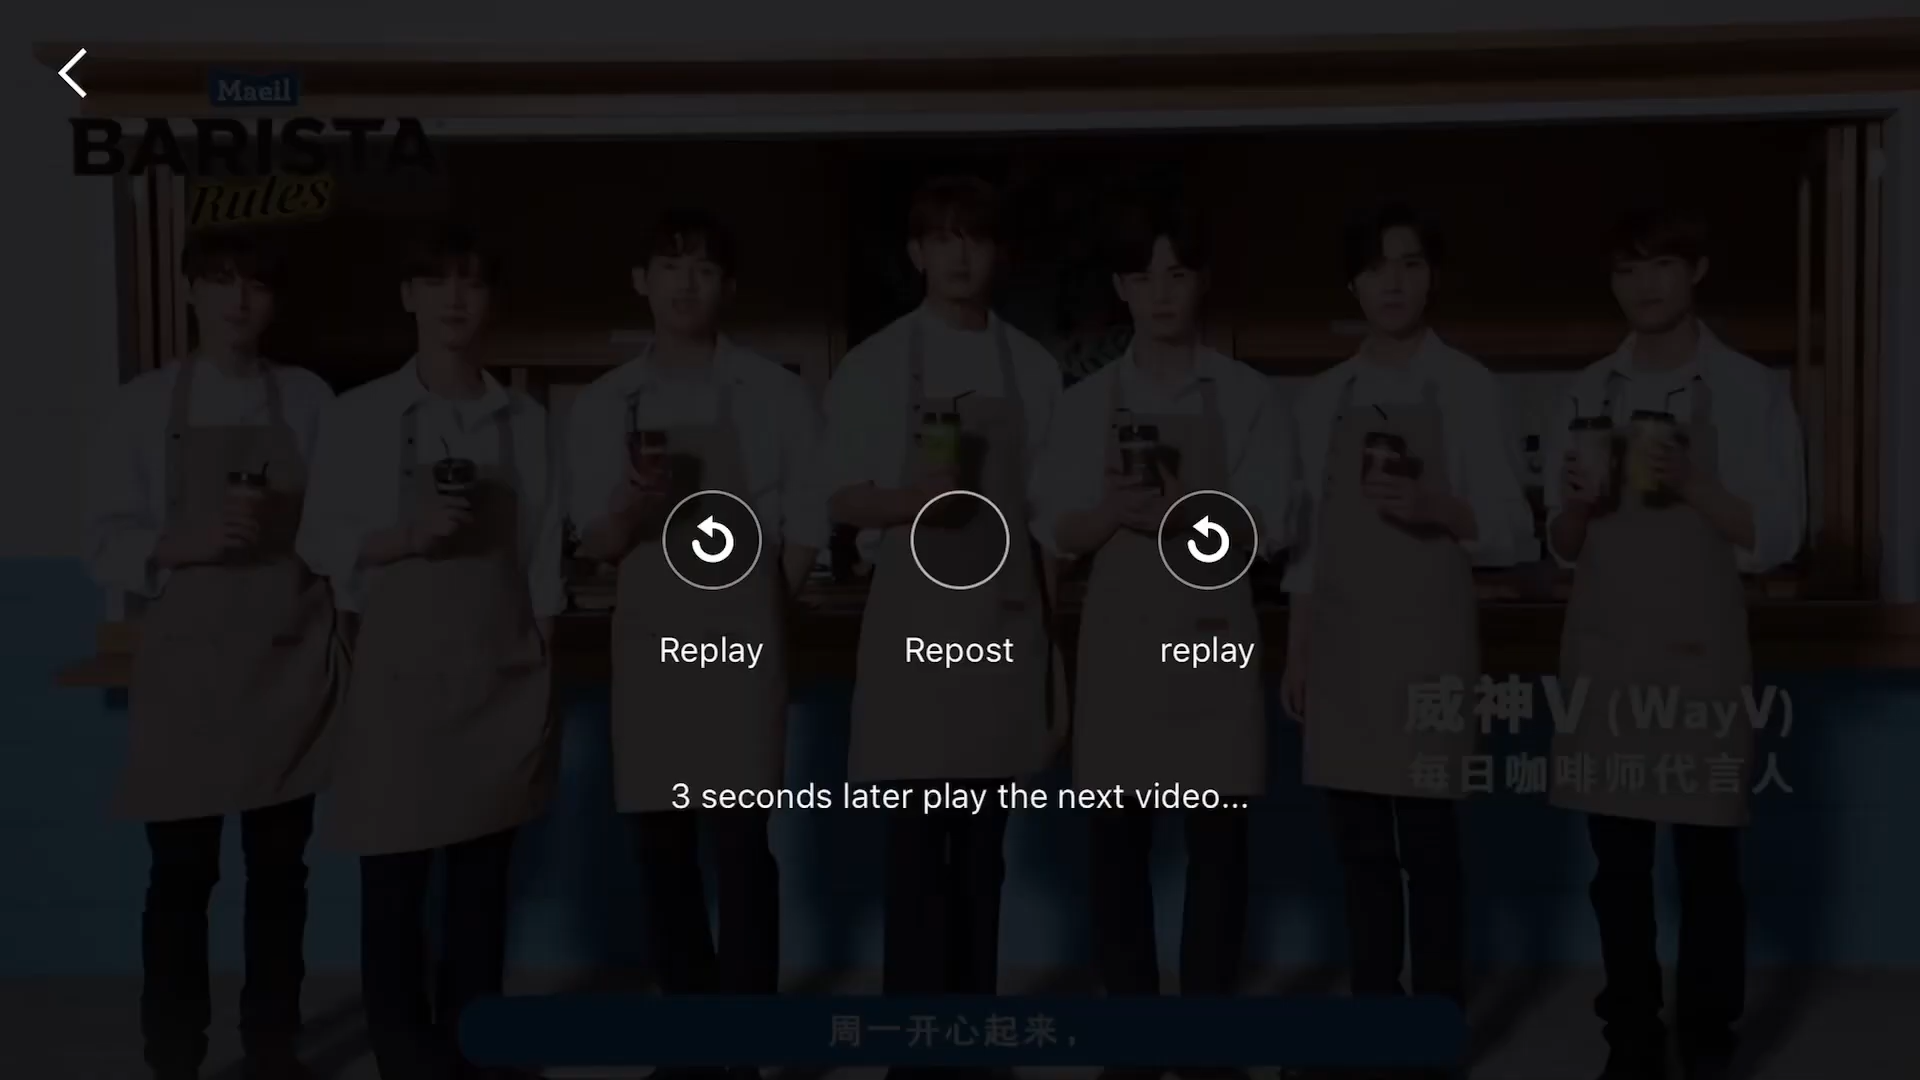 Maeil
BARISTA
Rules
Replay
Repost
replay
威神V (WayV)
每日咖啡师代言人
3 seconds later play the next video...
周一开心起来，